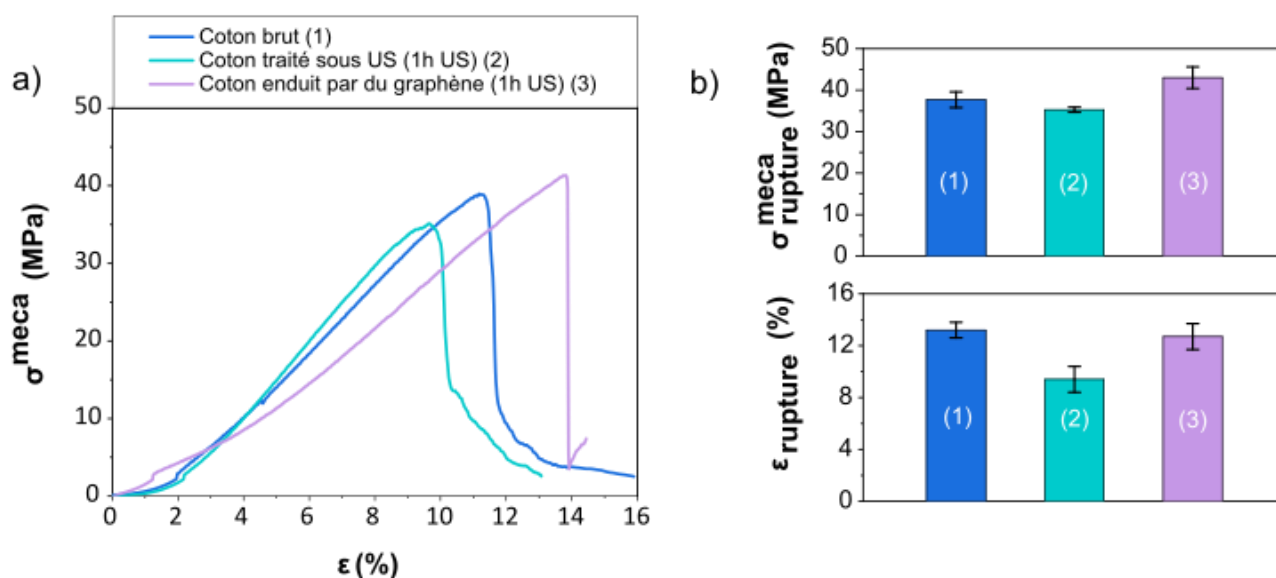 Coton brut (1)
Coton traité sous US (1h US) (2)
Coton enduit par du graphène (1h US) (3)
a)
50
40
30
20
10
0
σ meca (MPa)
0 2 4 6 8 10 12 14 16
ε (%)
b)
50
40
30
20
10
0
σ meca rupture (MPa)
(1) (2) (3)
16
12
8
4
0
ε rupture (%)
(1) (2) (3)